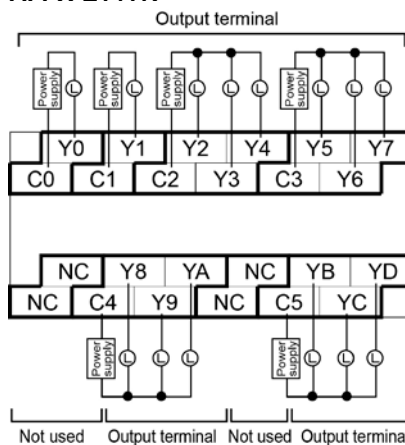 Output terminal
Power supply L Power supply L Power supply L L L Power supply L L L
Y0 Y1 Y2 Y4 Y5 Y7
C0 C1 C2 Y3 C3 Y6
NC Y8 YA NC YB YD
NC C4 Y9 NC C5 YC
Power supply L L L Power supply L L L
Not used Output terminal Not used Output termina